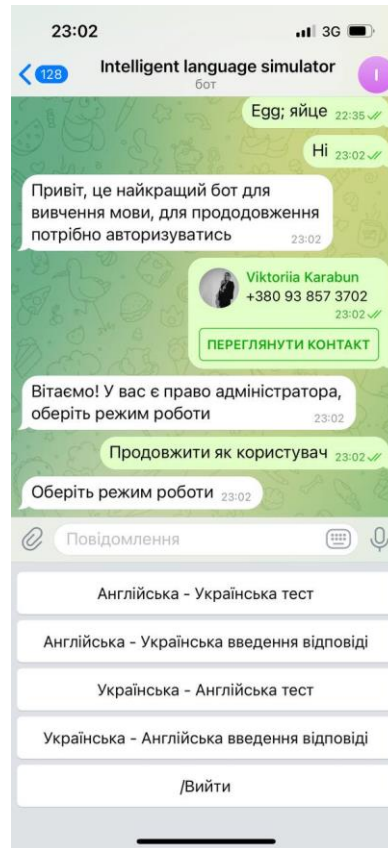 23:02
3G
128
Intelligent language simulator
бот
I
Egg; яйце 22:35
Hi 23:02
Привіт, це найкращий бот для
вивчення мови, для прододовження
потрібно авторизуватись 23:02
Viktoriia Karabun
+380 93 857 3702
23:02
ПЕРЕГЛЯНУТИ КОНТАКТ
Вітаємо! У вас є право адміністратора,
оберіть режим роботи 23:02
Продовжити як користувач 23:02
Оберіть режим роботи 23:02
Повідомлення
Англійська - Українська тест
Англійська - Українська введення відповіді
Українська - Англійська тест
Українська - Англійська введення відповіді
/Вийти